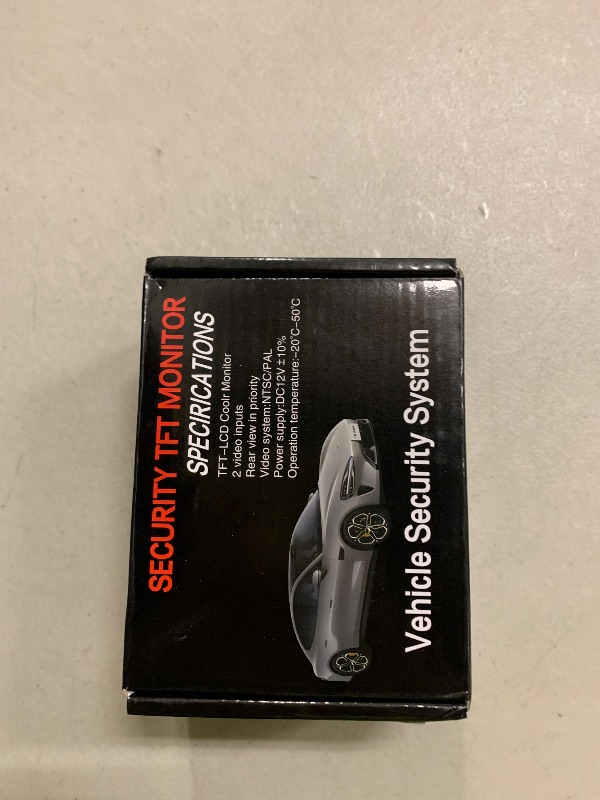 SECURITY TFT MONITOR
SPECIRICATIONS
TFT-LCD Coolr Monitor
2 video inputs
Rear view in priority
Video system:NTSC/PAL
Power supply:DC12V±10%
Operation temperature:-20°C-50°C
Vehicle Security System